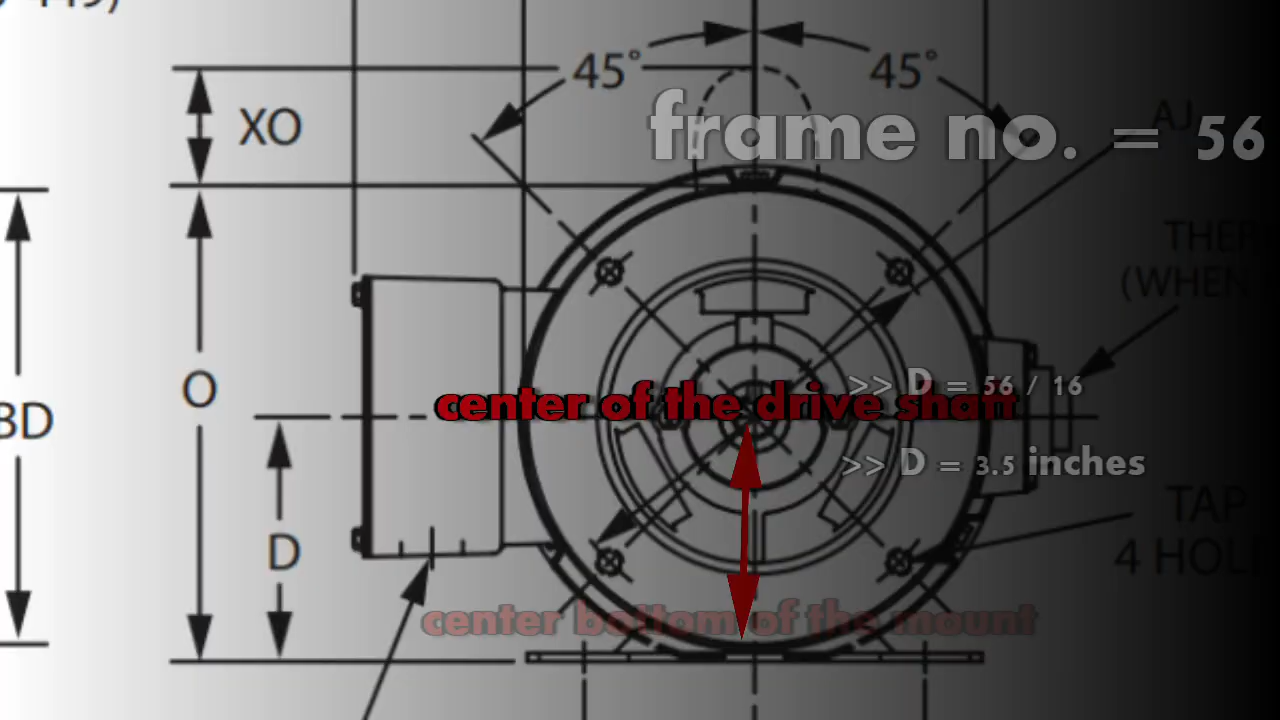 45° 45°
XO
frame no. = 56
AJ
THER
(WHEN
O
>> D = 56 / 16
center of the drive shaft
BD
>> D = 3.5 inches
TAP
D
4 HOL
center bottom of the mount